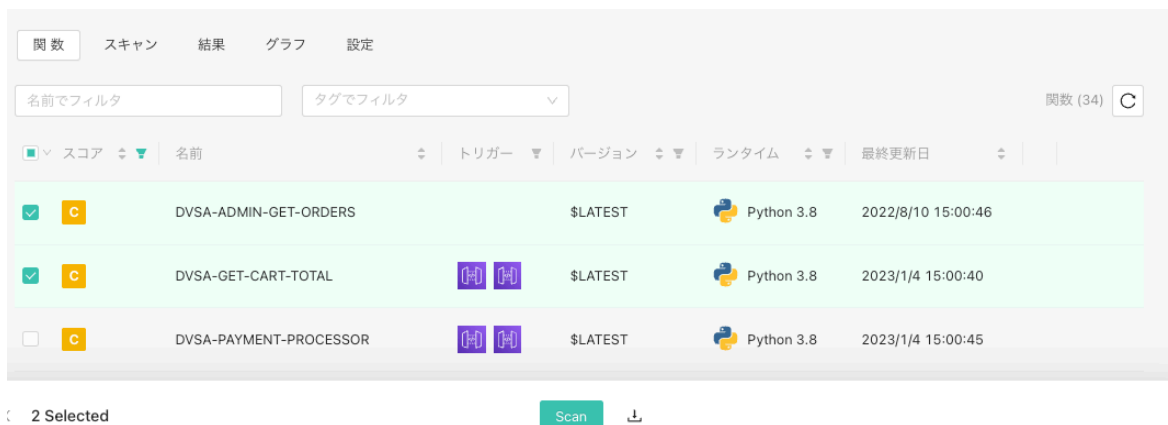 関数 スキャン 結果 グラフ 設定
名前でフィルタ タグでフィルタ 関数 (34)
スコア 名前 トリガー バージョン ランタイム 最終更新日
C DVSA-ADMIN-GET-ORDERS $LATEST Python 3.8 2022/8/10 15:00:46
C DVSA-GET-CART-TOTAL $LATEST Python 3.8 2023/1/4 15:00:40
C DVSA-PAYMENT-PROCESSOR $LATEST Python 3.8 2023/1/4 15:00:45
2 Selected Scan